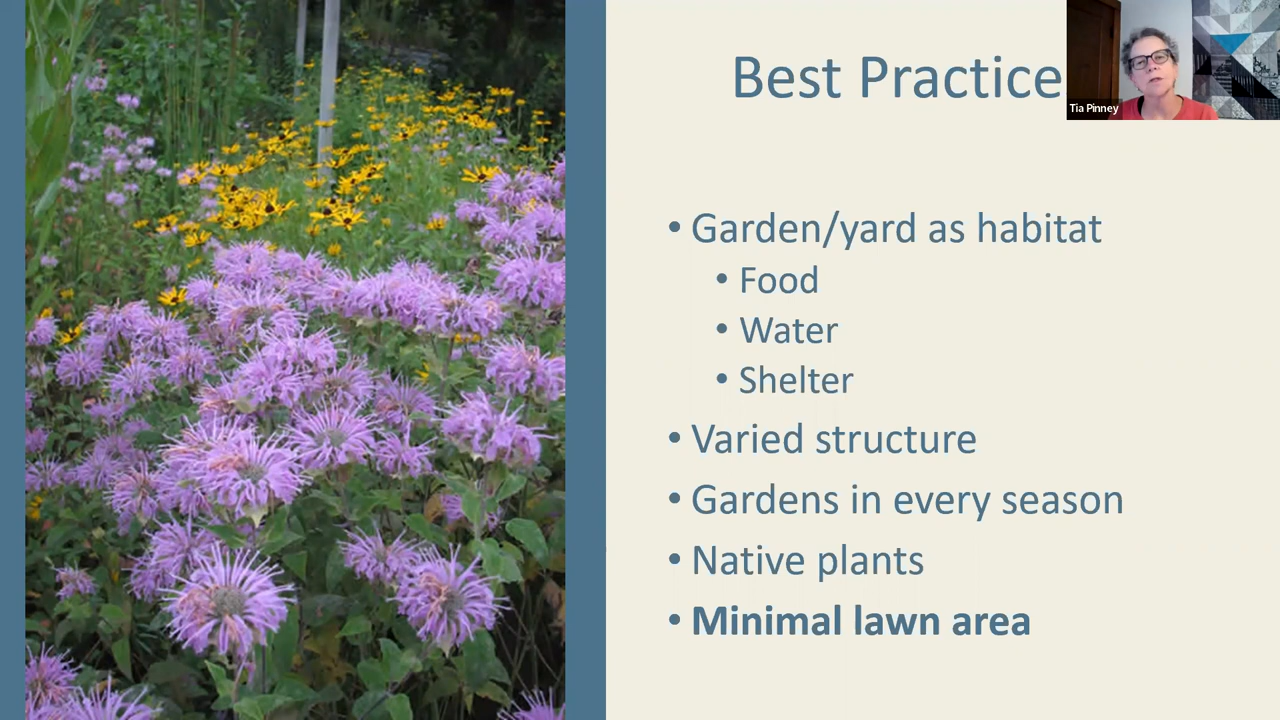 Best Practice
Tia Pinney
• Garden/yard as habitat
• Food
• Water
• Shelter
• Varied structure
• Gardens in every season
• Native plants
• Minimal lawn area